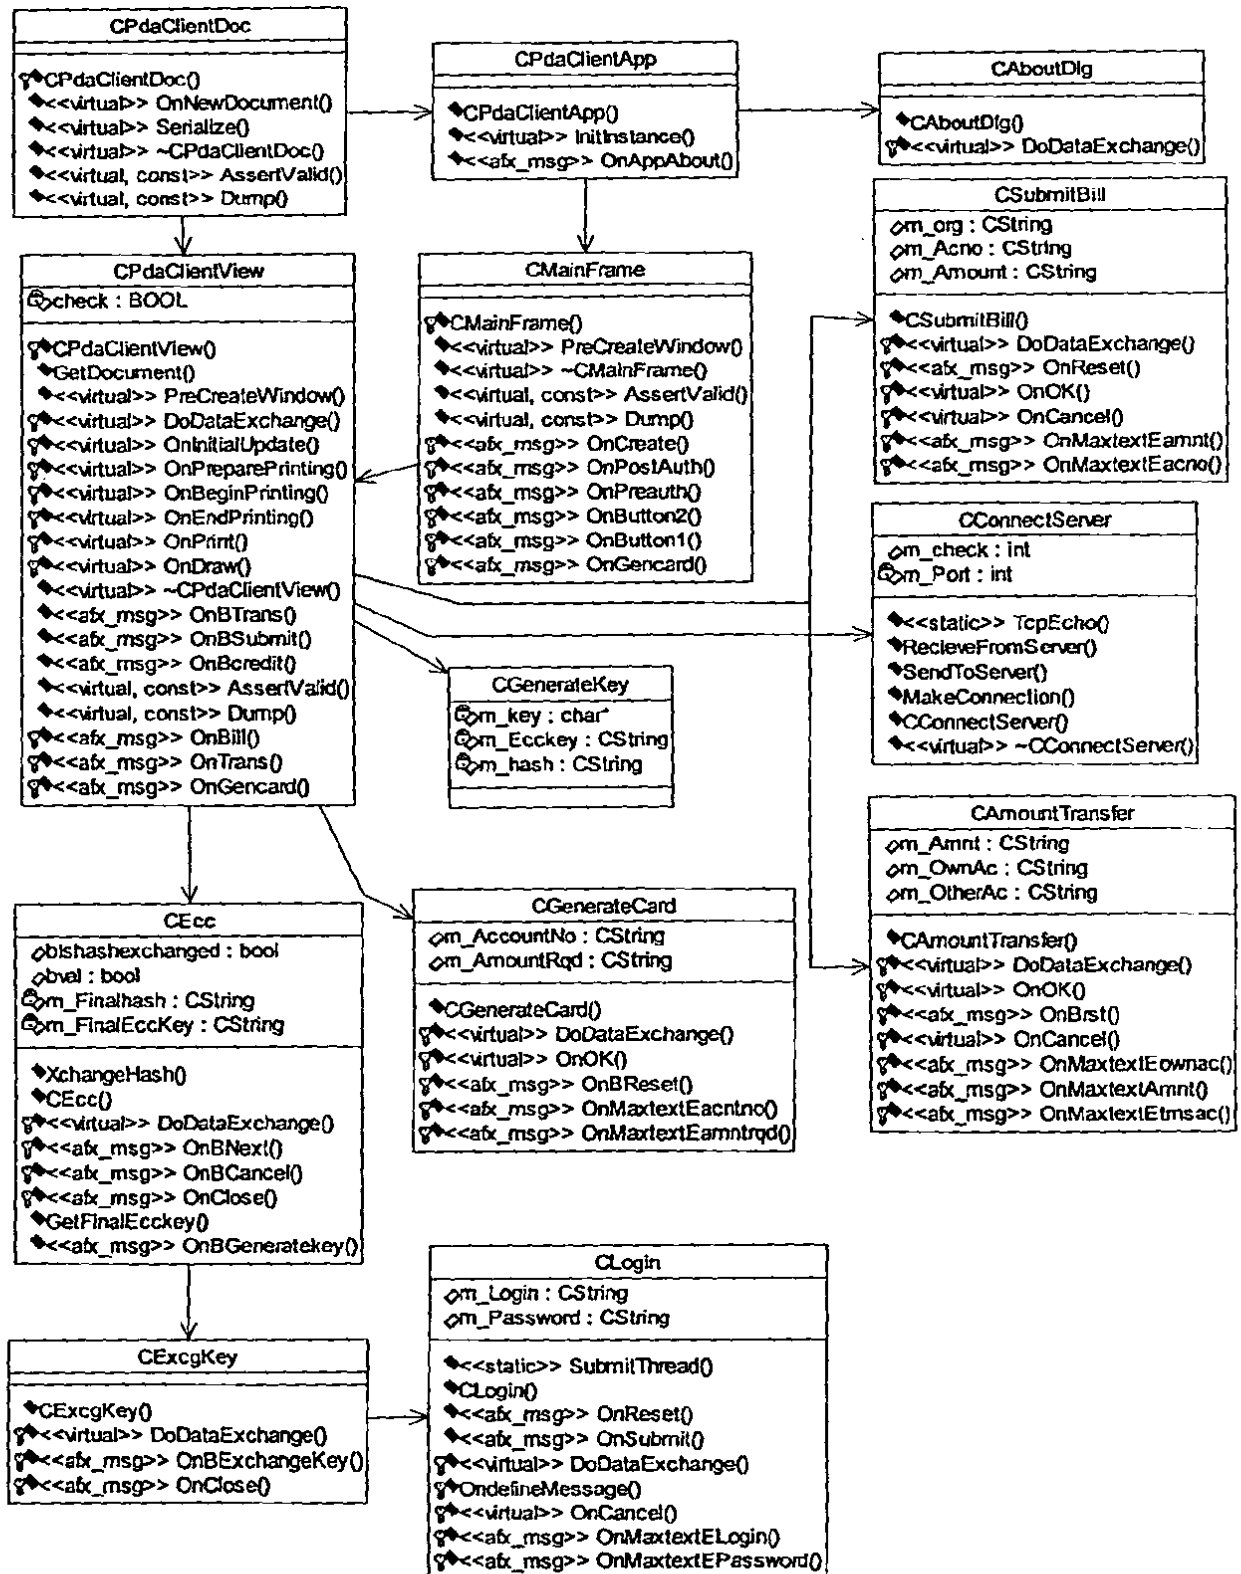 CPdaClientDoc
CPdaClientDoc()
<<virtual>> OnNewDocument()
<<virtual>> Serialize()
<<virtual>> ~CPdaClientDoc()
<<virtual, const>> AssertValid()
<<virtual, const>> Dump()
CPdaClientApp
CPdaClientApp()
<<virtual>> InitInstance()
<<afx_msg>> OnAppAbout()
CAboutDlg
CAboutDlg()
<<virtual>> DoDataExchange()
CSubmitBill
m_org : CString
m_Acno : CString
m_Amount : CString
CSubmitBill()
<<virtual>> DoDataExchange()
<<afx_msg>> OnReset()
<<virtual>> OnOK()
<<virtual>> OnCancel()
<<afx_msg>> OnMaxtextEamnt()
<<afx_msg>> OnMaxtextEacno()
CPdaClientView
check : BOOL
CPdaClientView()
GetDocument()
<<virtual>> PreCreateWindow()
<<virtual>> DoDataExchange()
<<virtual>> OnInitialUpdate()
<<virtual>> OnPreparePrinting()
<<virtual>> OnBeginPrinting()
<<virtual>> OnEndPrinting()
<<virtual>> OnPrint()
<<virtual>> OnDraw()
<<virtual>> ~CPdaClientView()
<<afx_msg>> OnBTrans()
<<afx_msg>> OnBSubmit()
<<afx_msg>> OnBcredit()
<<virtual, const>> AssertValid()
<<virtual, const>> Dump()
<<afx_msg>> OnBill()
<<afx_msg>> OnTrans()
<<afx_msg>> OnGencard()
CMainFrame
CMainFrame()
<<virtual>> PreCreateWindow()
<<virtual>> ~CMainFrame()
<<virtual, const>> AssertValid()
<<virtual, const>> Dump()
<<afx_msg>> OnCreate()
<<afx_msg>> OnPostAuth()
<<afx_msg>> OnPreauth()
<<afx_msg>> OnButton2()
<<afx_msg>> OnButton1()
<<afx_msg>> OnGencard()
CConnectServer
m_check : int
m_Port : int
<<static>> TcpEcho()
RecieveFromServer()
SendToServer()
MakeConnection()
CConnectServer()
<<virtual>> ~CConnectServer()
CGenerateKey
m_key : char*
m_Ecckey : CString
m_hash : CString
CAmountTransfer
m_Amnt : CString
m_OwnAc : CString
m_OtherAc : CString
CAmountTransfer()
<<virtual>> DoDataExchange()
<<virtual>> OnOK()
<<afx_msg>> OnBrst()
<<virtual>> OnCancel()
<<afx_msg>> OnMaxtextEownac()
<<afx_msg>> OnMaxtextAmnt()
<<afx_msg>> OnMaxtextEtrnsac()
CEcc
bIshashexchanged : bool
bval : bool
m_Finalhash : CString
m_FinalEccKey : CString
XchangeHash()
CEcc()
<<virtual>> DoDataExchange()
<<afx_msg>> OnBNext()
<<afx_msg>> OnBCancel()
<<afx_msg>> OnClose()
GetFinalEcckey()
<<afx_msg>> OnBGeneratekey()
CGenerateCard
m_AccountNo : CString
m_AmountRqd : CString
CGenerateCard()
<<virtual>> DoDataExchange()
<<virtual>> OnOK()
<<afx_msg>> OnBReset()
<<afx_msg>> OnMaxtextEacntno()
<<afx_msg>> OnMaxtextEamntrqd()
CExcgKey
CExcgKey()
<<virtual>> DoDataExchange()
<<afx_msg>> OnBExchangeKey()
<<afx_msg>> OnClose()
CLogin
m_Login : CString
m_Password : CString
<<static>> SubmitThread()
CLogin()
<<afx_msg>> OnReset()
<<afx_msg>> OnSubmit()
<<virtual>> DoDataExchange()
OndefineMessage()
<<virtual>> OnCancel()
<<afx_msg>> OnMaxtextELogin()
<<afx_msg>> OnMaxtextEPassword()